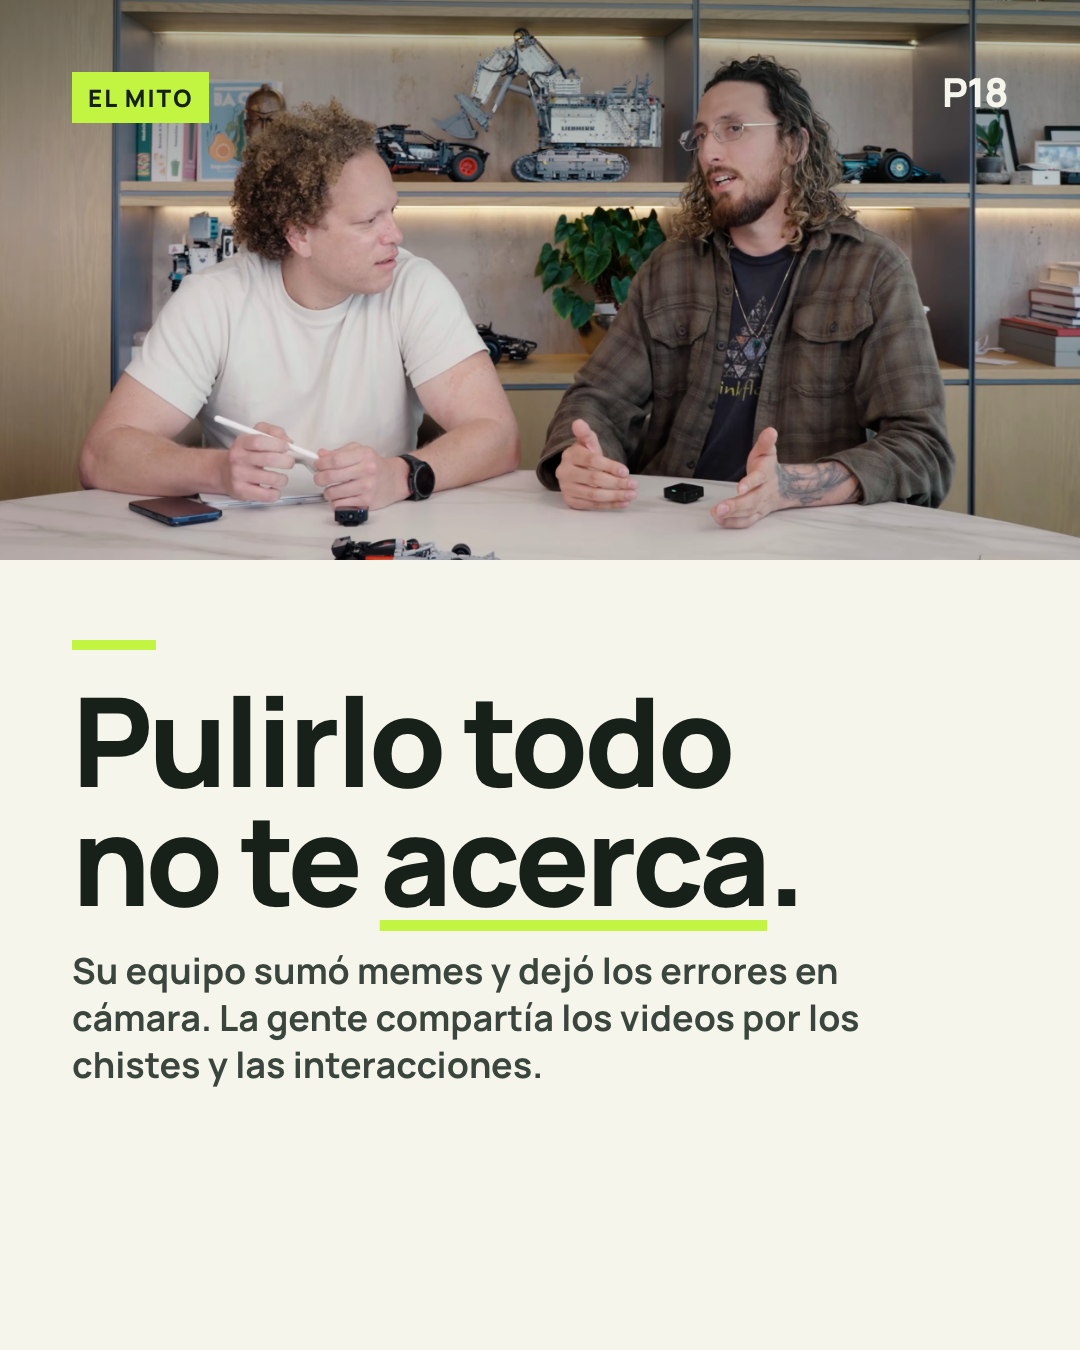 EL MITO
P18
LIEBHERR
Pulirlo todo
no te acerca.
Su equipo sumó memes y dejó los errores en
cámara. La gente compartía los videos por los
chistes y las interacciones.